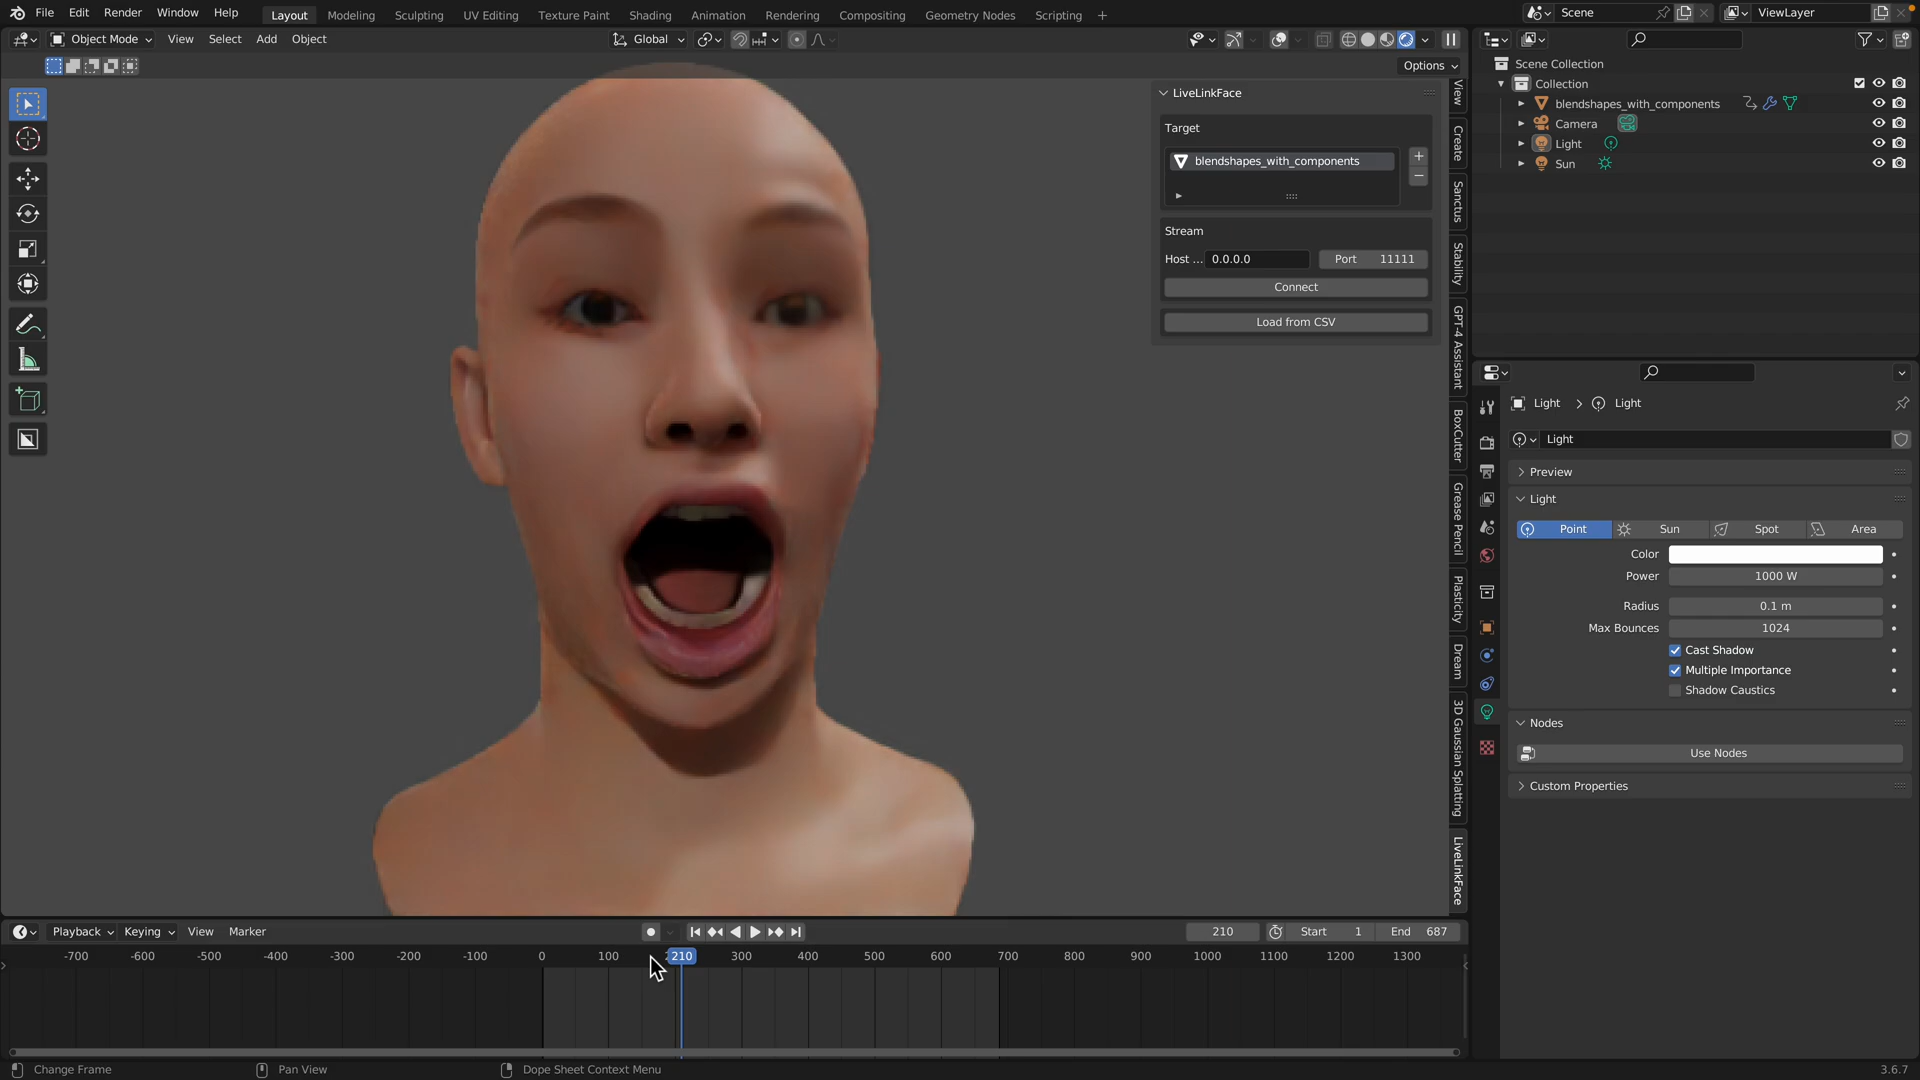 File Edit Render Window Help
Layout Modeling Sculpting UV Editing Texture Paint Shading Animation Rendering Compositing Geometry Nodes Scripting +
Scene ViewLayer
Object Mode View Select Add Object
Global
Options
LiveLinkFace
Target
blendshapes_with_components
Stream
Host ... 0.0.0.0 Port 11111
Connect
Load from CSV
View
Create
Sanctus
Stability
GPT-4 Assistant
BoxCutter
Grease Pencil
Plasticity
Dream
3D Gaussian Splatting
LiveLinkFace
Scene Collection
Collection
blendshapes_with_components
Camera
Light
Sun
Light > Light
Light
Preview
Light
Point Sun Spot Area
Color
Power 1000 W
Radius 0.1 m
Max Bounces 1024
Cast Shadow
Multiple Importance
Shadow Caustics
Nodes
Use Nodes
Custom Properties
Playback Keying View Marker
210 Start 1 End 687
-700 -600 -500 -400 -300 -200 -100 0 100 210 300 400 500 600 700 800 900 1000 1100 1200 1300
Change Frame Pan View Dope Sheet Context Menu
3.6.7